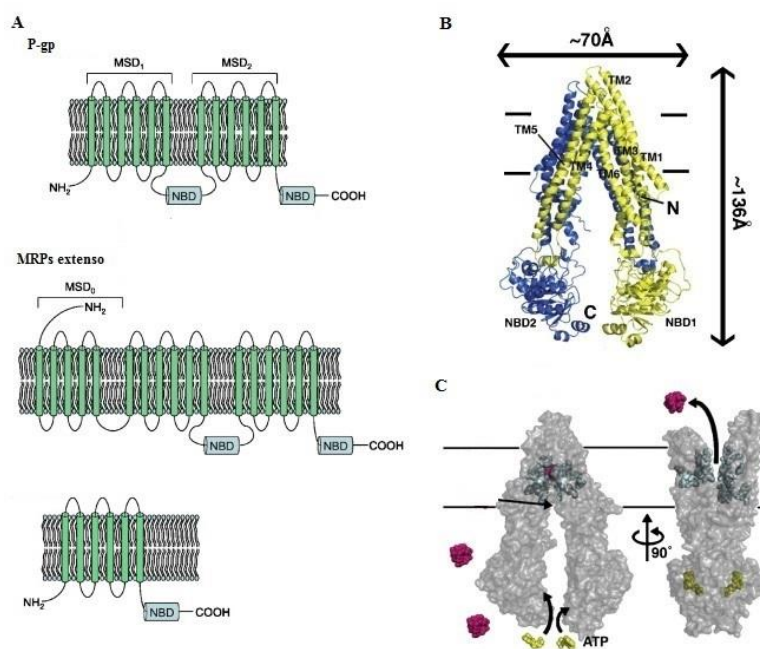 A
P-gp
MSD1 MSD2
NH2
NBD
NBD
COOH
MRPs extenso
MSD0
NH2
NBD
NBD
COOH
NH2
NBD
COOH
B
~70Å
TM2
TM5
TM4
TM3
TM1
TM6
N
~136Å
C
NBD2
NBD1
C
90°
ATP